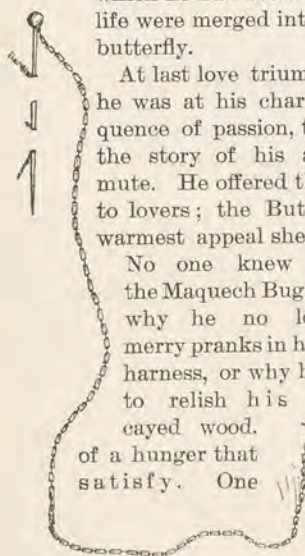 life were merged int
butterfly.
At last love trium
he was at his char
quence of passion, t
the story of his a
mute. He offered t
to lovers; the But
warmest appeal she
No one knew
the Maquech Bug
why he no l
merry pranks in h
harness, or why h
to relish his
cayed wood.
of a hunger that
satisfy. One